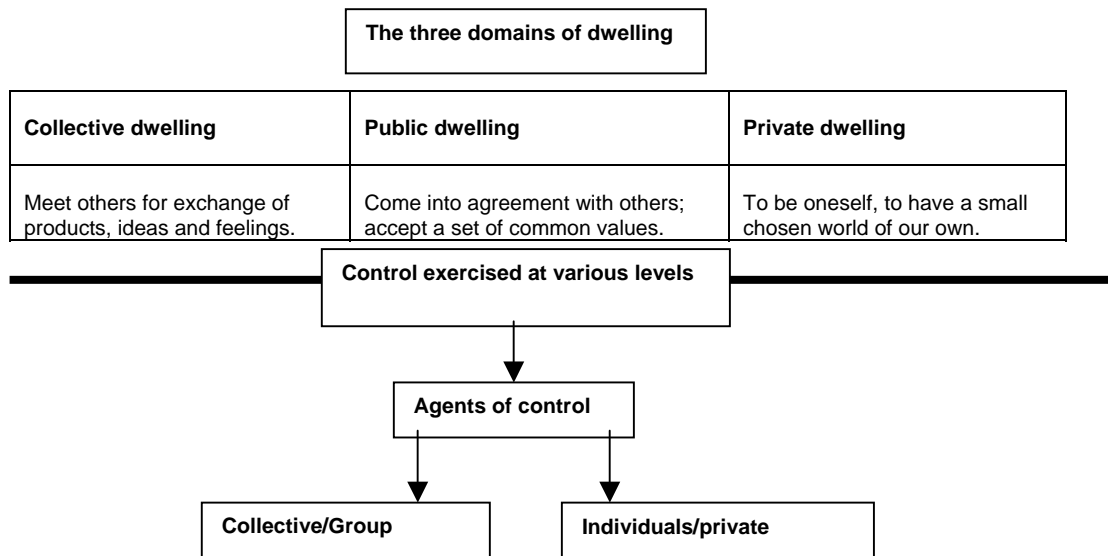 The three domains of dwelling
Collective dwelling
Public dwelling
Private dwelling
Meet others for exchange of
products, ideas and feelings.
Come into agreement with others;
accept a set of common values.
To be oneself, to have a small
chosen world of our own.
Control exercised at various levels
Agents of control
Collective/Group
Individuals/private